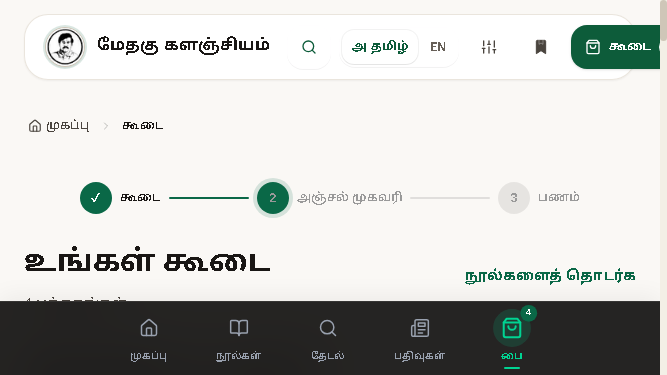 மேதகு களஞ்சியம்
அ தமிழ்
EN
கூடை
முகப்பு > கூடை
✓ கூடை
2 அஞ்சல் முகவரி
3 பணம்
உங்கள் கூடை
நூல்களைத் தொடர்க
முகப்பு
நூல்கள்
தேடல்
பதிவுகள்
4
பை